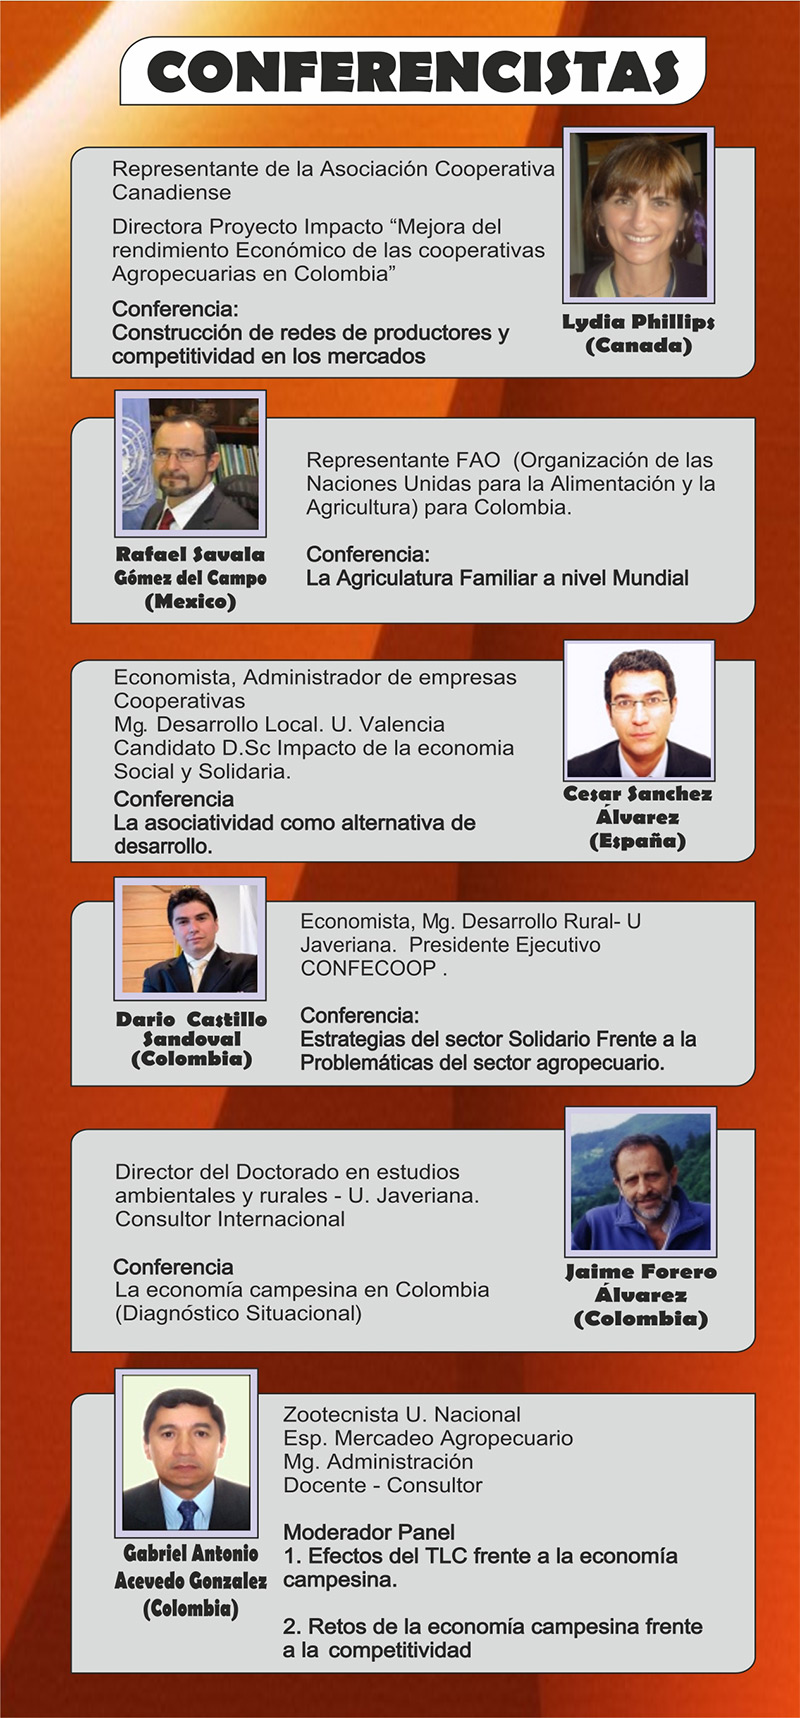 CONFERENCISTAS
Representante de la Asociación Cooperativa
Canadiense
Directora Proyecto Impacto “Mejora del
rendimiento Económico de las cooperativas
Agropecuarias en Colombia”
Conferencia:
Construcción de redes de productores y
competitividad en los mercados
Lydia Phillips
(Canada)
Rafael Savala
Gómez del Campo
(Mexico)
Representante FAO (Organización de las
Naciones Unidas para la Alimentación y la
Agricultura) para Colombia.
Conferencia:
La Agriculatura Familiar a nivel Mundial
Economista, Administrador de empresas
Cooperativas
Mg. Desarrollo Local. U. Valencia
Candidato D.Sc Impacto de la economia
Social y Solidaria.
Conferencia
La asociatividad como alternativa de
desarrollo.
Cesar Sanchez
Álvarez
(España)
Dario Castillo
Sandoval
(Colombia)
Economista, Mg. Desarrollo Rural- U
Javeriana. Presidente Ejecutivo
CONFECOOP .
Conferencia:
Estrategias del sector Solidario Frente a la
Problemáticas del sector agropecuario.
Director del Doctorado en estudios
ambientales y rurales - U. Javeriana.
Consultor Internacional
Conferencia
La economía campesina en Colombia
(Diagnóstico Situacional)
Jaime Forero
Álvarez
(Colombia)
Gabriel Antonio
Acevedo Gonzalez
(Colombia)
Zootecnista U. Nacional
Esp. Mercadeo Agropecuario
Mg. Administración
Docente - Consultor
Moderador Panel
1. Efectos del TLC frente a la economía
campesina.
2. Retos de la economía campesina frente
a la competitividad